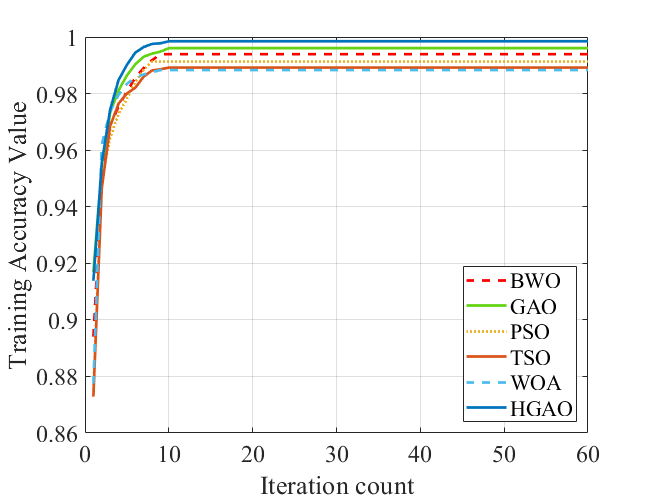 1
0.98
0.96
0.94
0.92
0.9
0.88
0.86
Training Accuracy Value
0 10 20 30 40 50 60
Iteration count
BWO
GAO
PSO
TSO
WOA
HGAO